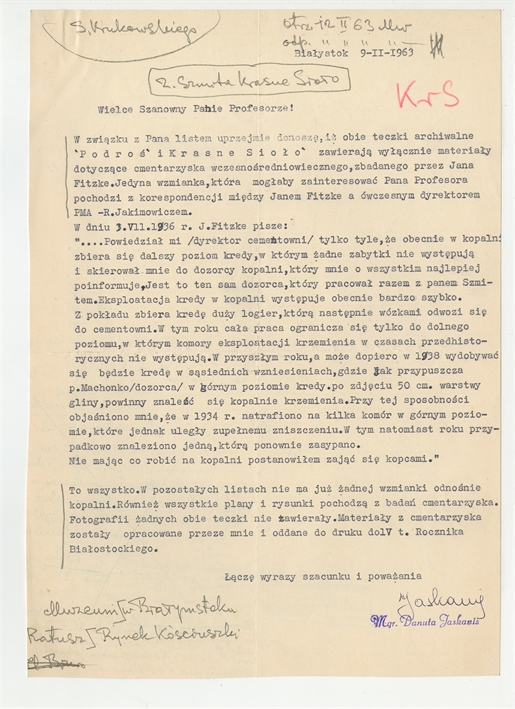 S. Krukowskiego
otrz. 12 II 63
odp. " " " " —
Białystok 9-II-1963
Z. Szmita Krasne Sioło
KrS
Wielce Szanowny Panie Profesorze!
W związku z Pana listem uprzejmie donoszę,iż obie teczki archiwalne
"P o d r o ś" i K r a s n e  S i o ł o" zawierają wyłącznie materiały
dotyczące cmentarzyska wczesnośredniowiecznego,zbadanego przez Jana
Fitzke.Jedyna wzmianka,która mogłaby zainteresować Pana Profesora
pochodzi z korespondencji między Janem Fitzke a ówczesnym dyrektorem
PMA -R.Jakimowiczem.
W dniu 3.VII.1936 r. J.Fitzke pisze:
"....Powiedział mi /dyrektor cementowni/ tylko tyle,że obecnie w kopalni
zbiera się dalszy poziom kredy,w którym żadne zabytki nie występują
i skierował mnie do dozorcy kopalni,który mnie o wszystkim najlepiej
poinformuje,Jest to ten sam dozorca,który pracował razem z panem Szmi-
tem.Eksploatacja kredy w kopalni występuje obecnie bardzo szybko.
Z pokładu zbiera kredę duży logier,którą następnie wózkami odwozi się
do cementowni.W tym roku cała praca ogranicza się tylko do dolnego
poziomu,w którym komory eksploatacji krzemienia w czasach przedhisto-
rycznych nie występują.W przyszłym roku,a może dopiero w 1938 wydobywać
się będzie kredę w sąsiednich wzniesieniach,gdzie jak przypuszcza
p.Machonko/dozorca/ w górnym poziomie kredy.po zdjęciu 50 cm. warstwy
gliny,powinny znaleść się kopalnie krzemienia.Przy tej sposobności
objaśniono mnie,że w 1934 r. natrafiono na kilka komór w górnym pozio-
mie,które jednak uległy zupełnemu zniszczeniu.W tym natomiast roku przy-
padkowo znaleziono jedną,którą ponownie zasypano.
Nie mając co robić na kopalni postanowiłem zająć się kopcami."
To wszystko.W pozostałych listach nie ma już żadnej wzmianki odnośnie
kopalni.Również wszystkie plany i rysunki pochodzą z badań cmentarzyska.
Fotografii żadnych obie teczki nie zawierały.Materiały z cmentarzyska
zostały opracowane przeze mnie i oddane do druku doIV t. Rocznika
Białostockiego.
Łączę wyrazy szacunku i poważania
Jaskanis
Mgr. Danuta Jaskanis
Muzeum w Białymstoku
Ratusz Rynek Kościuszki